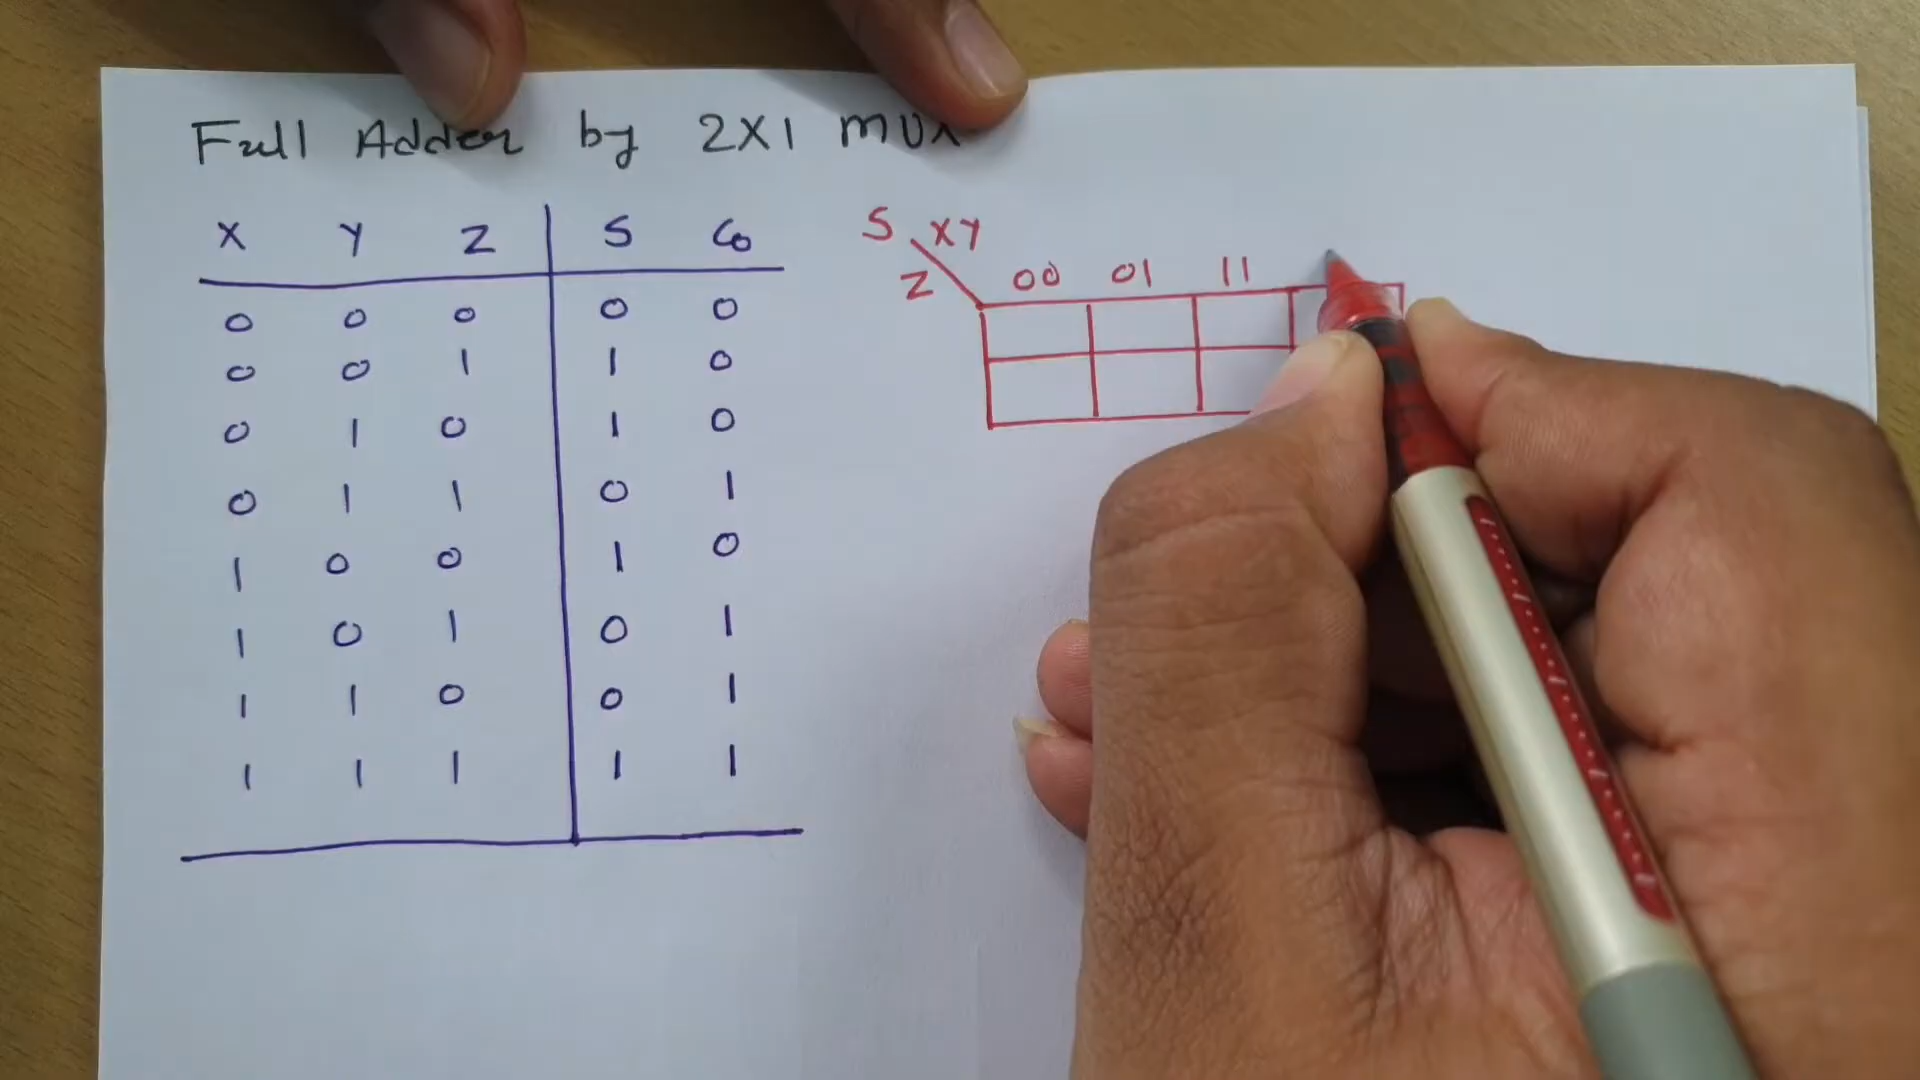 Full Adder by 2X1 MUX
X Y Z S Co
0 0 0 0 0
0 0 1 1 0
0 1 0 1 0
0 1 1 0 1
1 0 0 1 0
1 0 1 0 1
1 1 0 0 1
1 1 1 1 1
S XY
Z 00 01 11